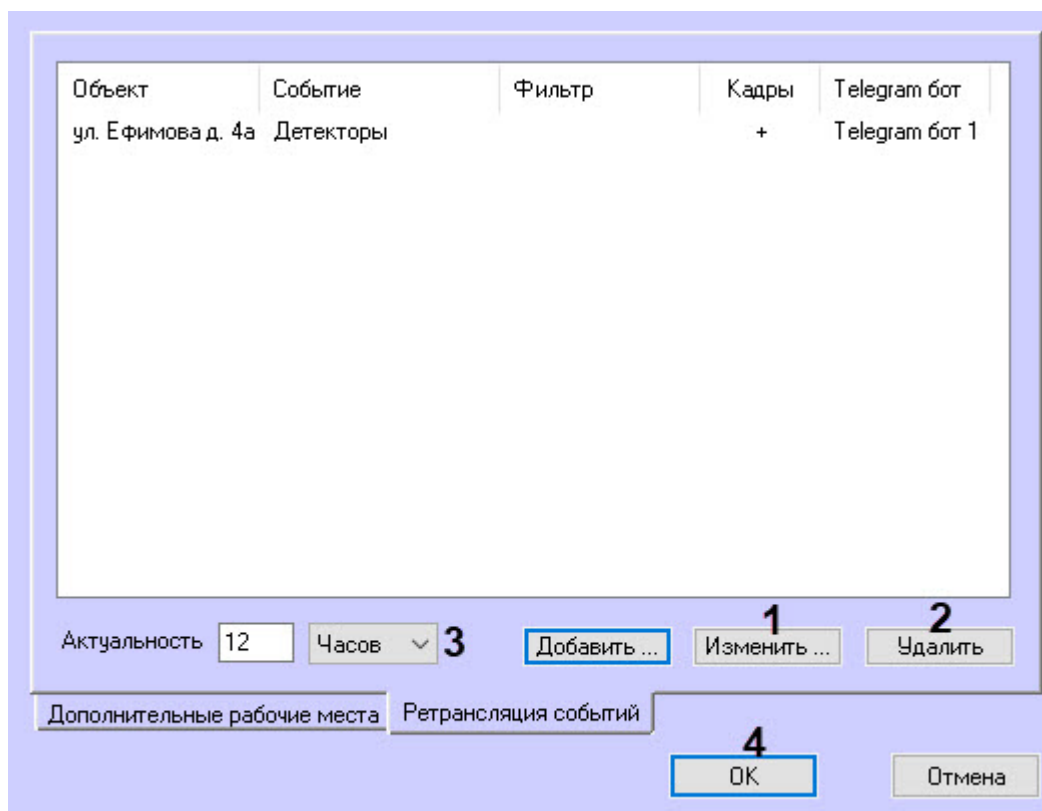 Объект Событие Фильтр Кадры Telegram бот
ул. Ефимова д. 4а Детекторы + Telegram бот 1
1 2
Актуальность 12 Часов 3 Добавить ... Изменить ... Удалить
Дополнительные рабочие места Ретрансляция событий
4
OK Отмена